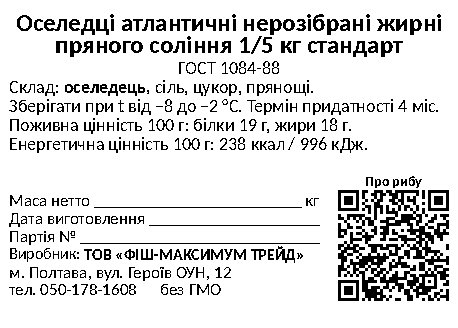 Оселедці атлантичні нерозібрані жирні
пряного соління 1/5 кг стандарт
ГОСТ 1084-88
Склад: оселедець, сіль, цукор, прянощі.
Зберігати при t від −8 до −2 °С. Термін придатності 4 міс.
Поживна цінність 100 г: білки 19 г, жири 18 г.
Енергетична цінність 100 г: 238 ккал / 996 кДж.
Про рибу
Маса нетто ____________________ кг
Дата виготовлення ____________________
Партія № ____________________
Виробник: ТОВ «ФІШ-МАКСИМУМ ТРЕЙД»
м. Полтава, вул. Героїв ОУН, 12
тел. 050-178-1608 без ГМО